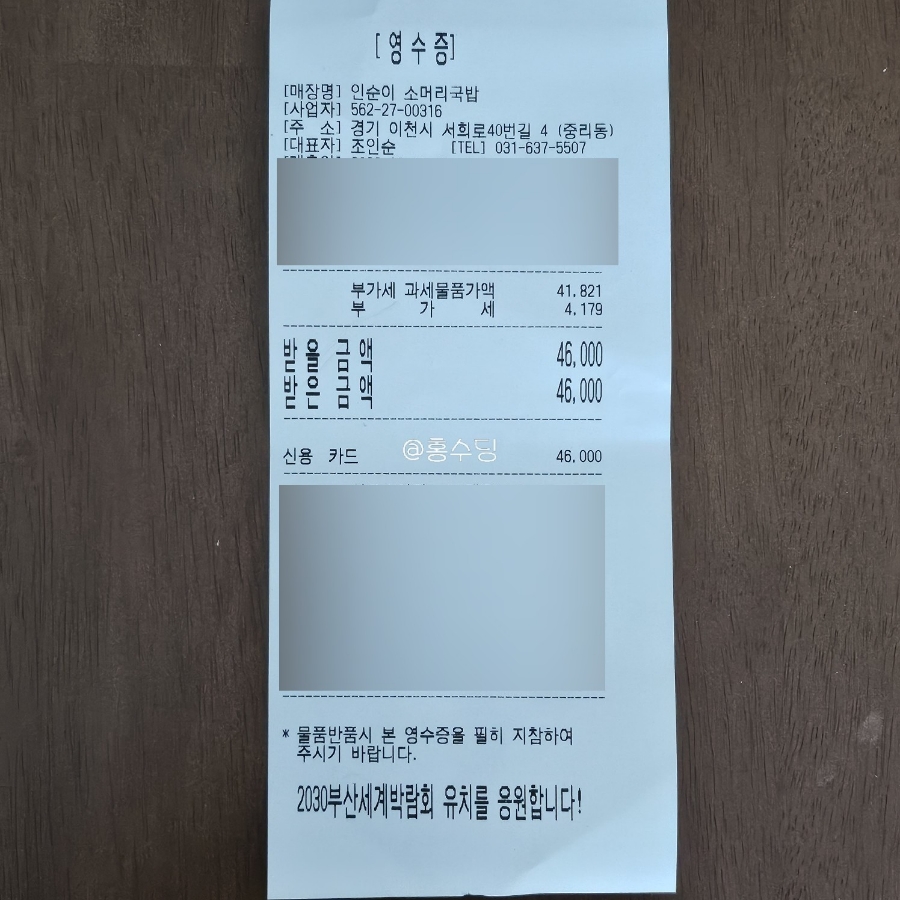 [영수증]
[매장명] 인순이 소머리국밥
[사업자] 562-27-00316
[주 소] 경기 이천시 서희로40번길 4 (중리동)
[대표자] 조인순 [TEL] 031-637-5507
부가세 과세물품가액 41,821
부 가 세 4,179
받을 금액 46,000
받은 금액 46,000
@홍수딩
신용 카드 46,000
* 물품반품시 본 영수증을 필히 지참하여
주시기 바랍니다.
2030부산세계박람회 유치를 응원합니다!